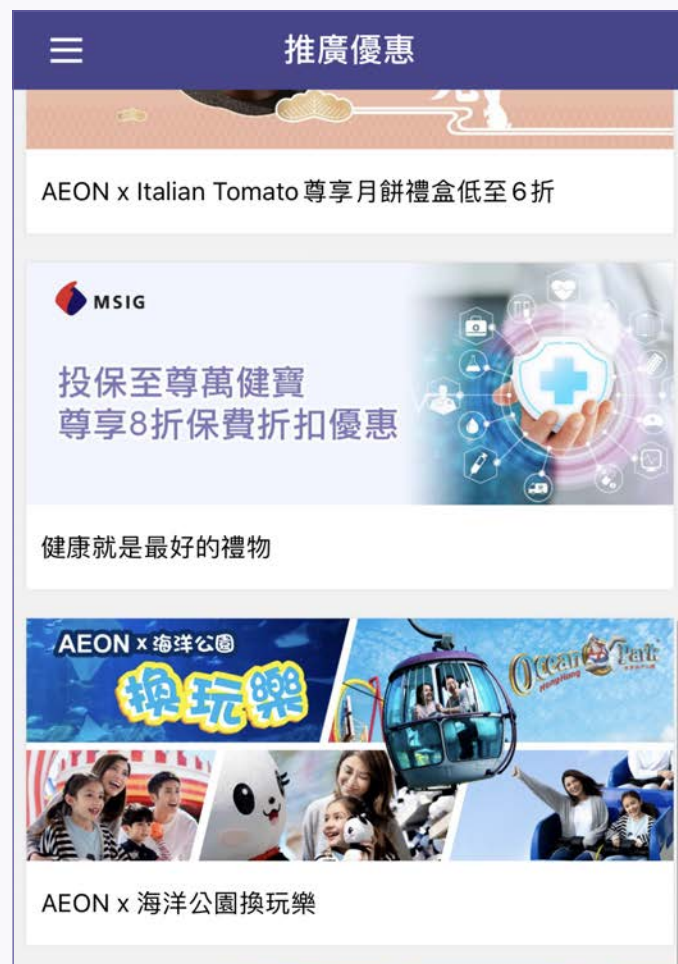 推廣優惠
AEON x Italian Tomato 尊享月餅禮盒低至6折
MSIG
投保至尊萬健寶
尊享8折保費折扣優惠
健康就是最好的禮物
AEON x 海洋公園
換玩樂
Ocean Park
HongKong
AEON x 海洋公園換玩樂